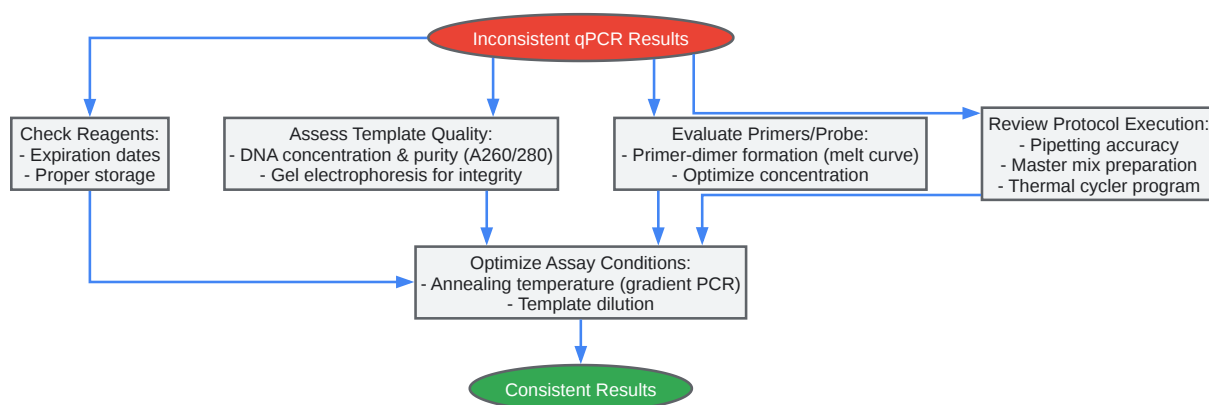 Inconsistent qPCR Results
Check Reagents:
- Expiration dates
- Proper storage
Assess Template Quality:
- DNA concentration & purity (A260/280)
- Gel electrophoresis for integrity
Evaluate Primers/Probe:
- Primer-dimer formation (melt curve)
- Optimize concentration
Review Protocol Execution:
- Pipetting accuracy
- Master mix preparation
- Thermal cycler program
Optimize Assay Conditions:
- Annealing temperature (gradient PCR)
- Template dilution
Consistent Results